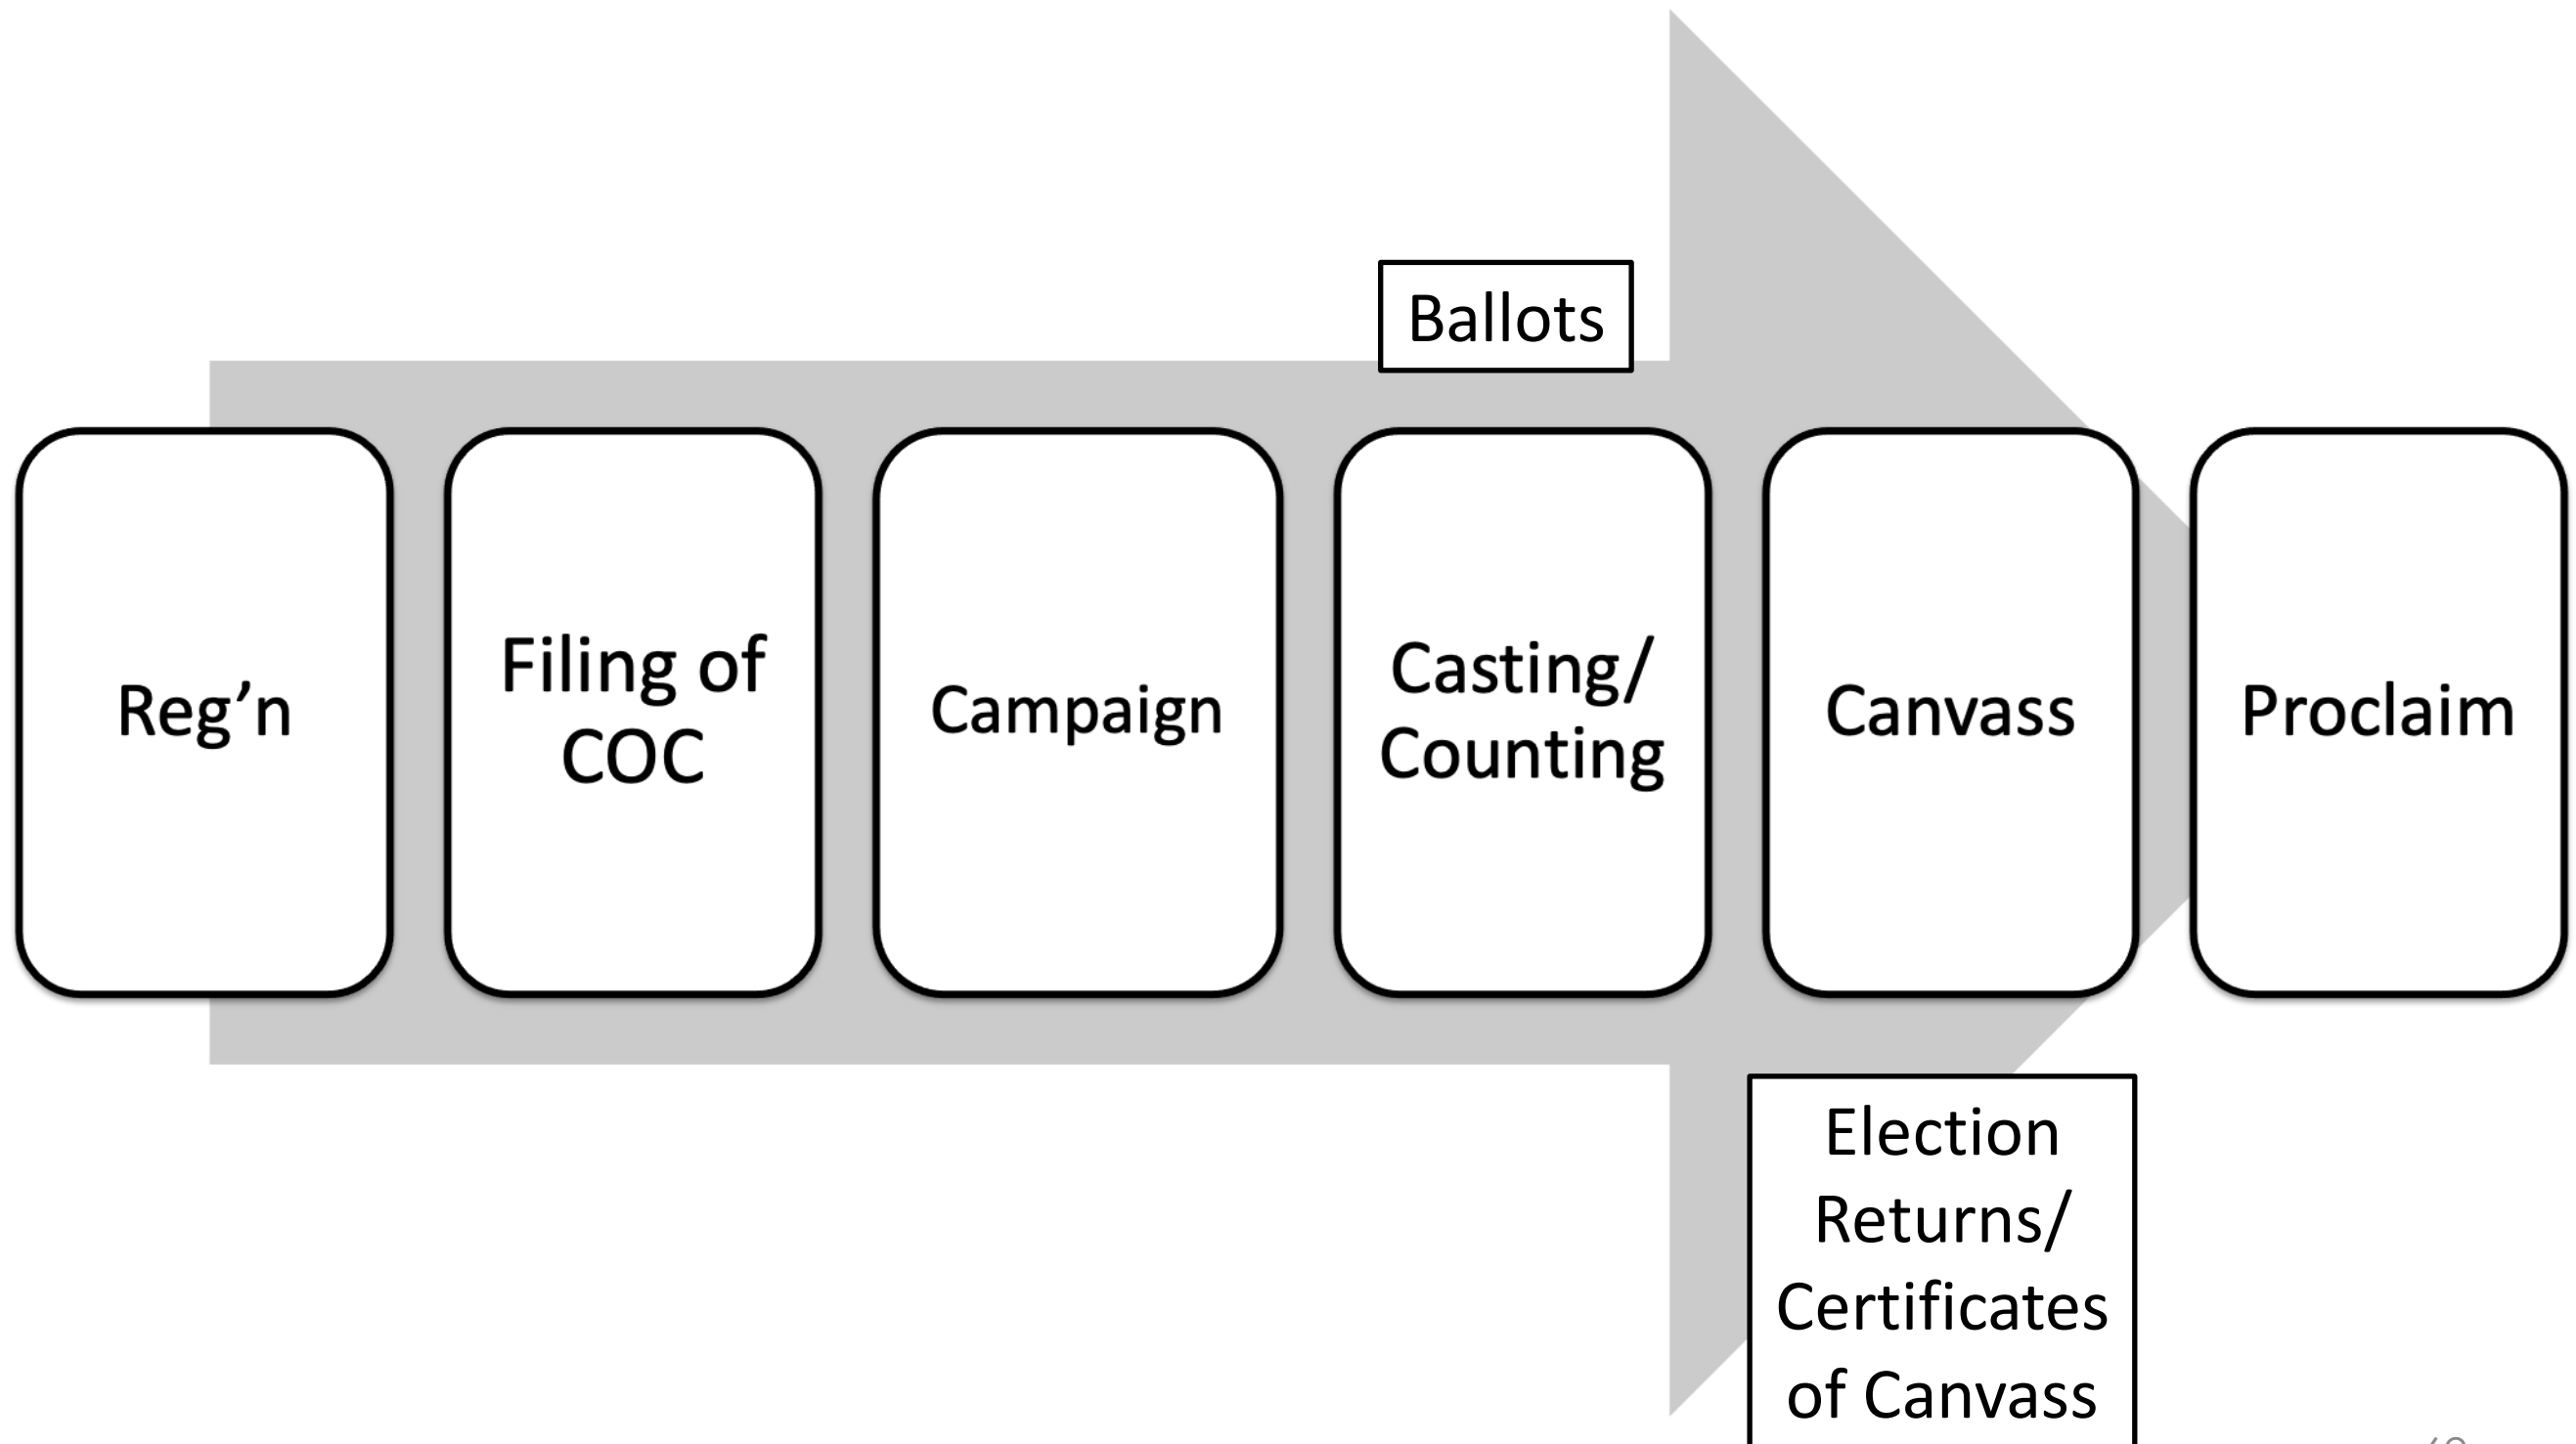 Ballots
Reg’n
Filing of
COC
Campaign
Casting/
Counting
Canvass
Proclaim
Election
Returns/
Certificates
of Canvass